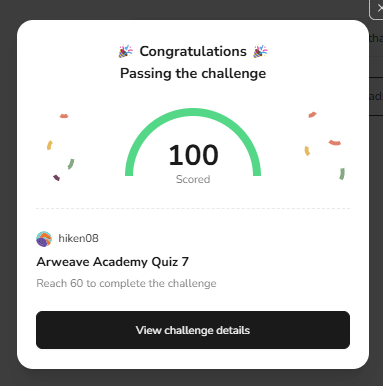 🎉 Congratulations 🎉
Passing the challenge
100
Scored
hiken08
Arweave Academy Quiz 7
Reach 60 to complete the challenge
View challenge details